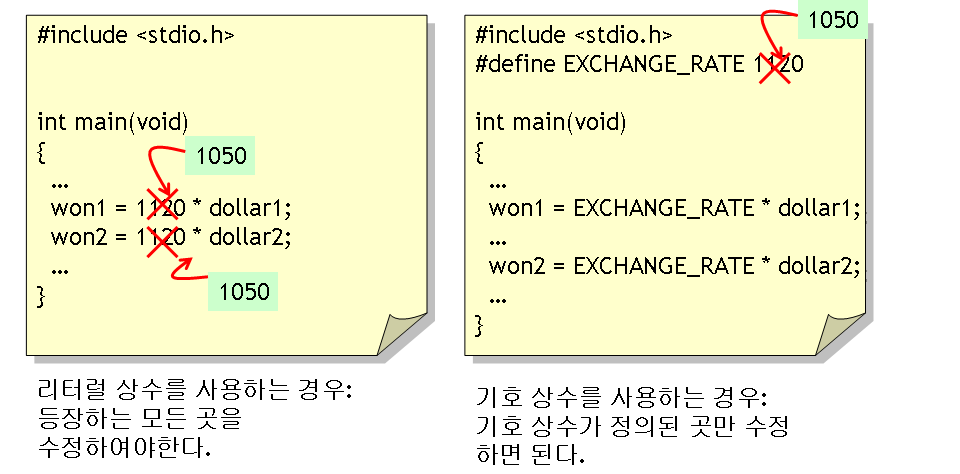 #include <stdio.h>
int main(void)
{
1050
...
won1 = 1120 * dollar1;
won2 = 1120 * dollar2;
...
1050
}
리터럴 상수를 사용하는 경우:
등장하는 모든 곳을
수정하여야한다.
1050
#include <stdio.h>
#define EXCHANGE_RATE 1120
int main(void)
{
...
won1 = EXCHANGE_RATE * dollar1;
...
won2 = EXCHANGE_RATE * dollar2;
...
}
기호 상수를 사용하는 경우:
기호 상수가 정의된 곳만 수정
하면 된다.